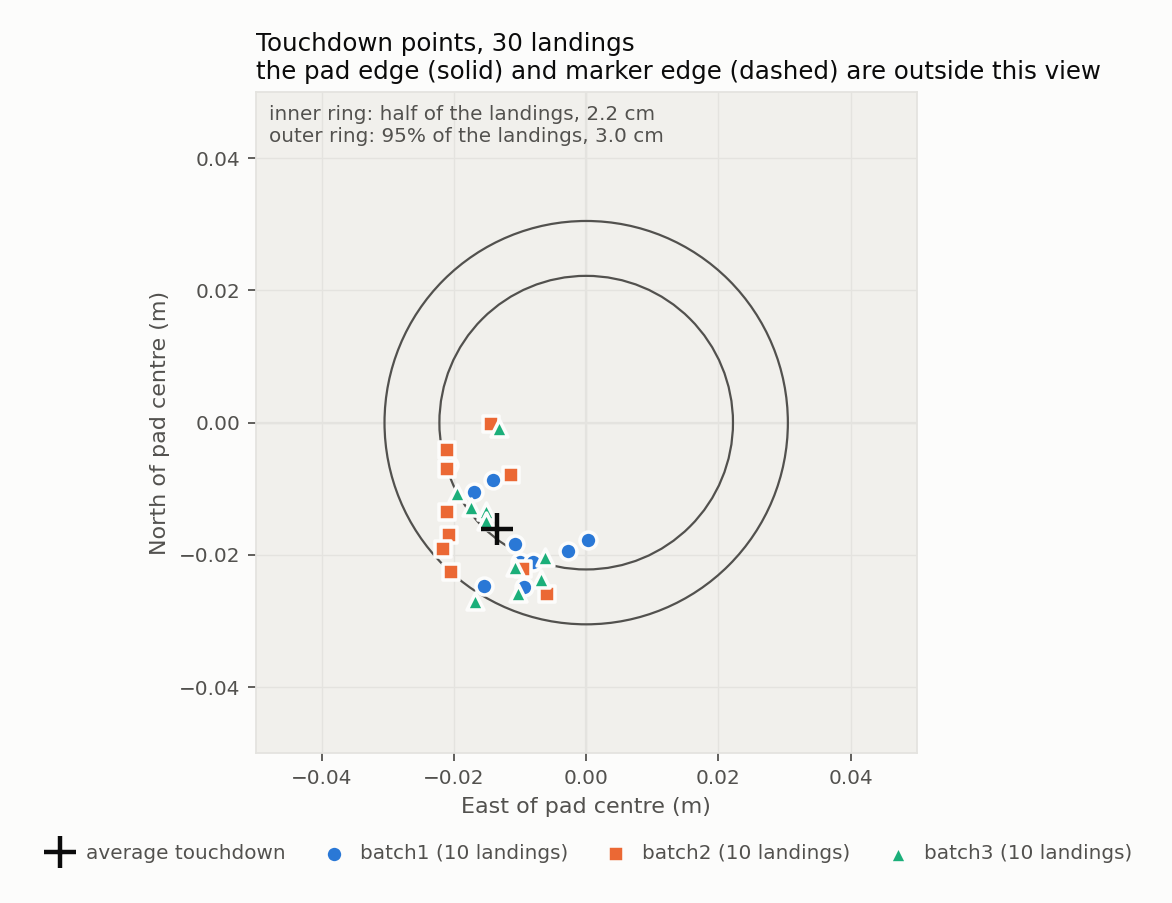 Touchdown points, 30 landings
the pad edge (solid) and marker edge (dashed) are outside this view
inner ring: half of the landings, 2.2 cm
outer ring: 95% of the landings, 3.0 cm
0.04
0.02
0.00
−0.02
−0.04
North of pad centre (m)
−0.04
−0.02
0.00
0.02
0.04
East of pad centre (m)
average touchdown
batch1 (10 landings)
batch2 (10 landings)
batch3 (10 landings)